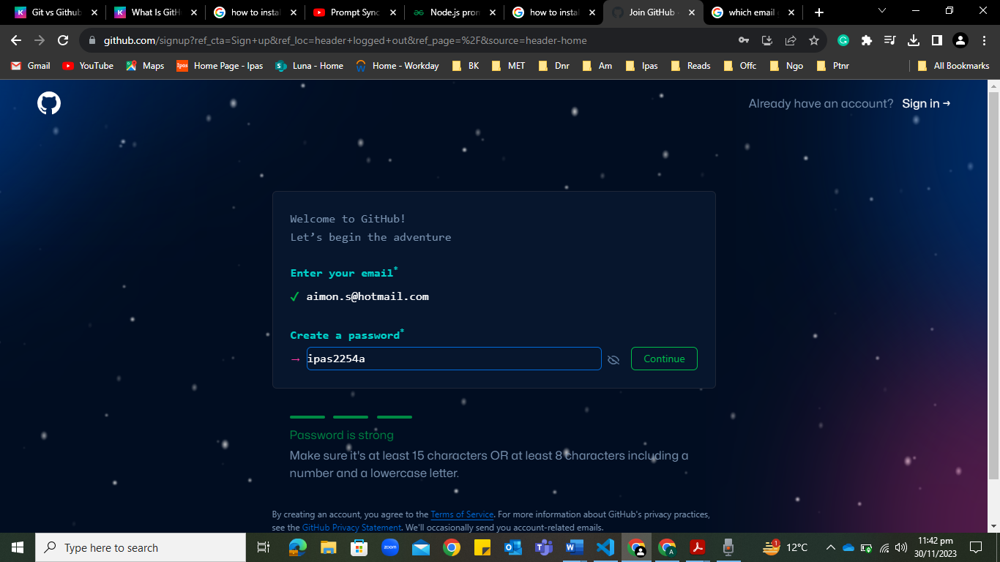 Git vs Github
What Is GitH
how to instal
Prompt Sync
Node.js pron
how to instal
Join GitHub
which email
github.com/signup?ref_cta=Sign+up&ref_loc=header+logged+out&ref_page=%2F&source=header-home
Gmail
YouTube
Maps
Home Page - Ipas
Luna - Home
Home - Workday
BK
MET
Dnr
Am
Ipas
Reads
Offc
Ngo
Ptnr
All Bookmarks
Already have an account? Sign in →
Welcome to GitHub!
Let’s begin the adventure
Enter your email*
✓ aimon.s@hotmail.com
Create a password*
→ ipas2254a
Continue
Password is strong
Make sure it's at least 15 characters OR at least 8 characters including a
number and a lowercase letter.
By creating an account, you agree to the Terms of Service. For more information about GitHub's privacy practices,
see the GitHub Privacy Statement. We'll occasionally send you account-related emails.
Type here to search
zoom
1
12°C
11:42 pm
30/11/2023